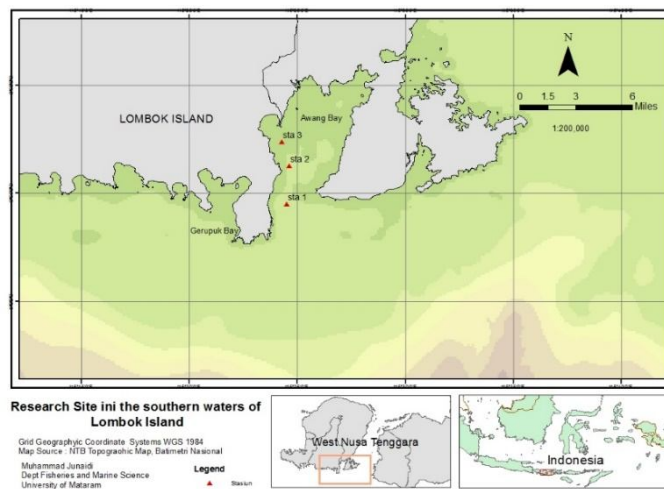 N
0 1.5 3 6
Miles
1:200,000
LOMBOK ISLAND
Awang Bay
sta 3
sta 2
sta 1
Gerupuk Bay
Research Site ini the southern waters of
Lombok Island
Grid Geographyic Coordinate Systems WGS 1984
Map Source : NTB Topograohic Map, Batimetri Nasional
Muhammad Junaidi
Dept Fisheries and Marine Science
University of Mataram
Legend
Stasiun
West Nusa Tenggara
Indonesia